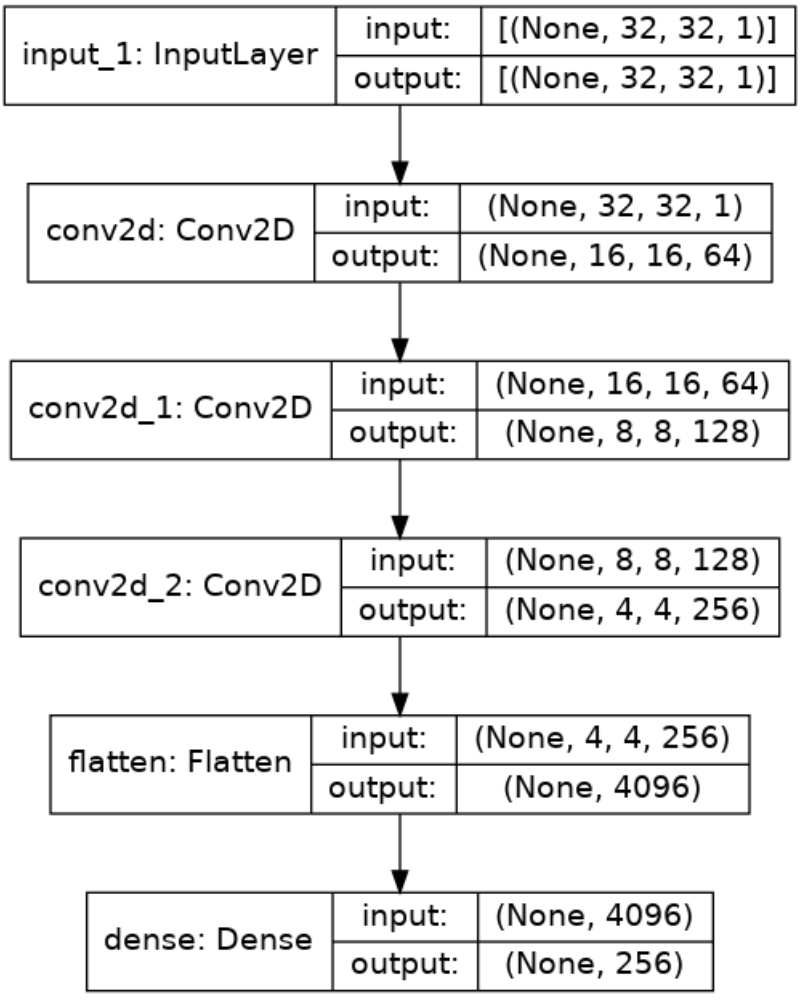 input_1: InputLayer
input: [(None, 32, 32, 1)]
output: [(None, 32, 32, 1)]
conv2d: Conv2D
input: (None, 32, 32, 1)
output: (None, 16, 16, 64)
conv2d_1: Conv2D
input: (None, 16, 16, 64)
output: (None, 8, 8, 128)
conv2d_2: Conv2D
input: (None, 8, 8, 128)
output: (None, 4, 4, 256)
flatten: Flatten
input: (None, 4, 4, 256)
output: (None, 4096)
dense: Dense
input: (None, 4096)
output: (None, 256)